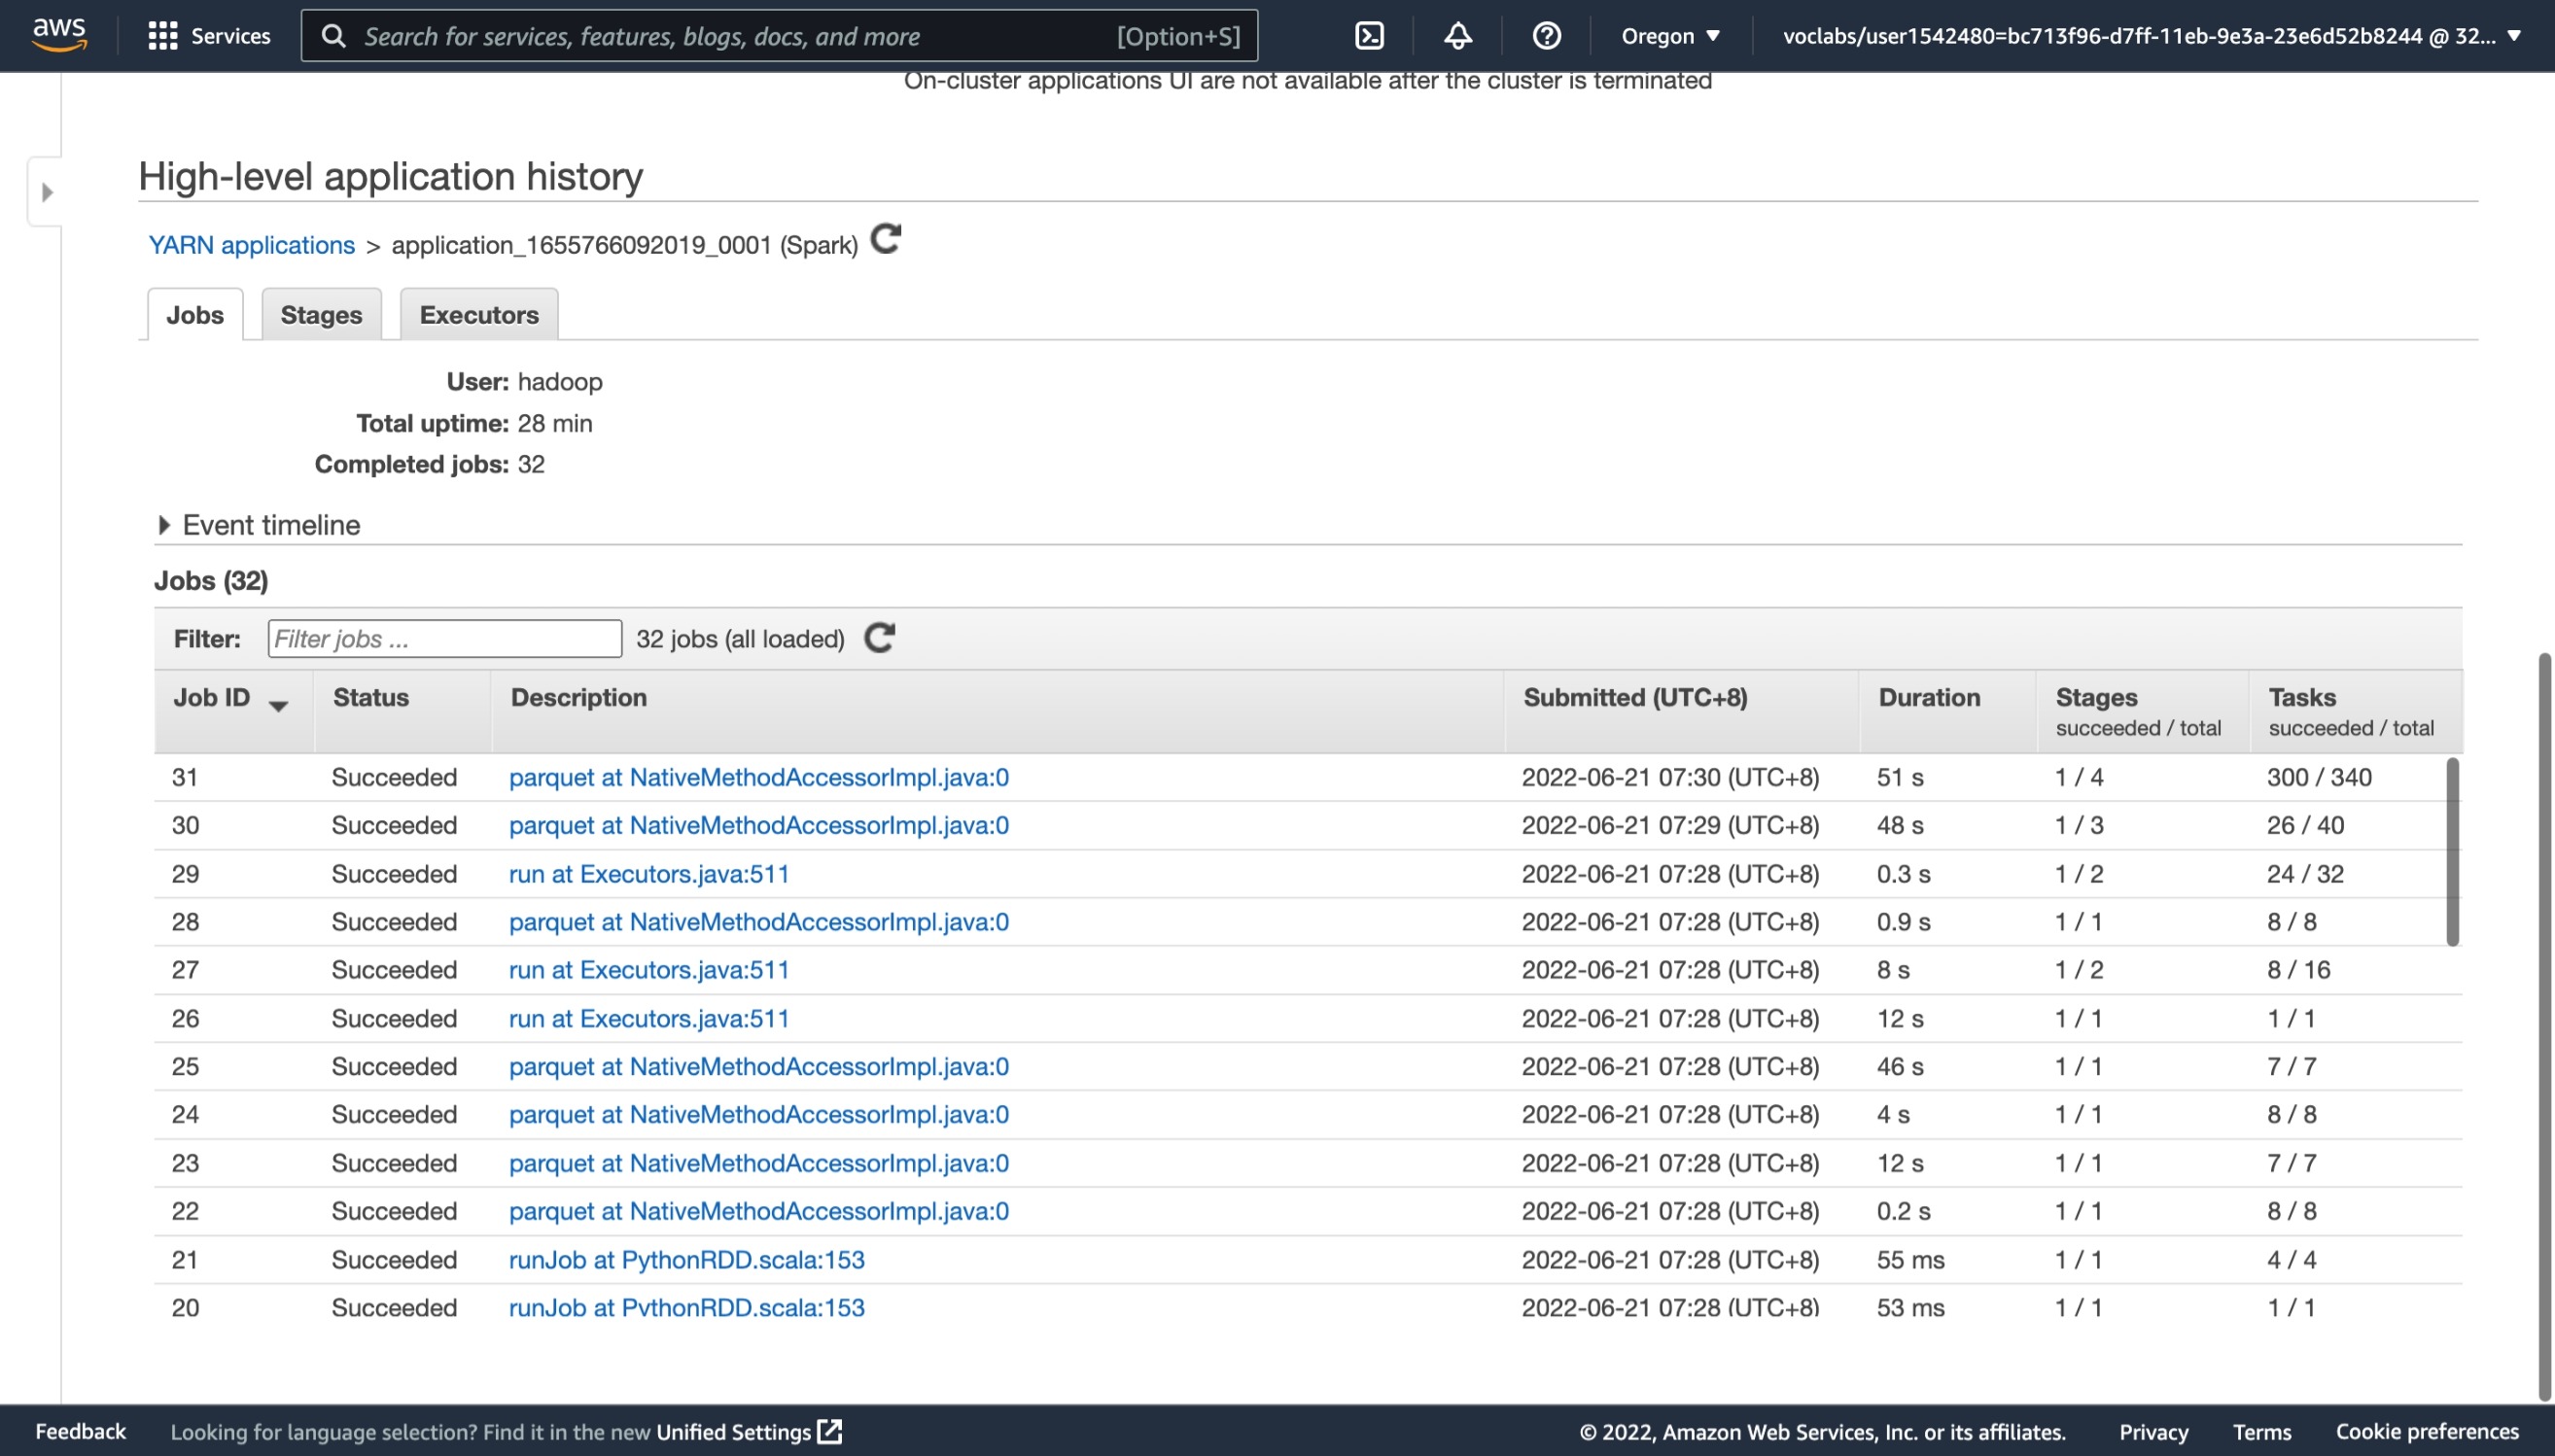 aws Services Search for services, features, blogs, docs, and more [Option+S] Oregon voclabs/user1542480=bc713f96-d7ff-11eb-9e3a-23e6d52b8244 @ 32...
On-cluster applications UI are not available after the cluster is terminated
High-level application history
YARN applications > application_1655766092019_0001 (Spark)
Jobs Stages Executors
User: hadoop
Total uptime: 28 min
Completed jobs: 32
Event timeline
Jobs (32)
Filter: Filter jobs ... 32 jobs (all loaded)
Job ID Status Description Submitted (UTC+8) Duration Stages Tasks
succeeded / total succeeded / total
31 Succeeded parquet at NativeMethodAccessorImpl.java:0 2022-06-21 07:30 (UTC+8) 51 s 1 / 4 300 / 340
30 Succeeded parquet at NativeMethodAccessorImpl.java:0 2022-06-21 07:29 (UTC+8) 48 s 1 / 3 26 / 40
29 Succeeded run at Executors.java:511 2022-06-21 07:28 (UTC+8) 0.3 s 1 / 2 24 / 32
28 Succeeded parquet at NativeMethodAccessorImpl.java:0 2022-06-21 07:28 (UTC+8) 0.9 s 1 / 1 8 / 8
27 Succeeded run at Executors.java:511 2022-06-21 07:28 (UTC+8) 8 s 1 / 2 8 / 16
26 Succeeded run at Executors.java:511 2022-06-21 07:28 (UTC+8) 12 s 1 / 1 1 / 1
25 Succeeded parquet at NativeMethodAccessorImpl.java:0 2022-06-21 07:28 (UTC+8) 46 s 1 / 1 7 / 7
24 Succeeded parquet at NativeMethodAccessorImpl.java:0 2022-06-21 07:28 (UTC+8) 4 s 1 / 1 8 / 8
23 Succeeded parquet at NativeMethodAccessorImpl.java:0 2022-06-21 07:28 (UTC+8) 12 s 1 / 1 7 / 7
22 Succeeded parquet at NativeMethodAccessorImpl.java:0 2022-06-21 07:28 (UTC+8) 0.2 s 1 / 1 8 / 8
21 Succeeded runJob at PythonRDD.scala:153 2022-06-21 07:28 (UTC+8) 55 ms 1 / 1 4 / 4
20 Succeeded runJob at PythonRDD.scala:153 2022-06-21 07:28 (UTC+8) 53 ms 1 / 1 1 / 1
Feedback Looking for language selection? Find it in the new Unified Settings © 2022, Amazon Web Services, Inc. or its affiliates. Privacy Terms Cookie preferences